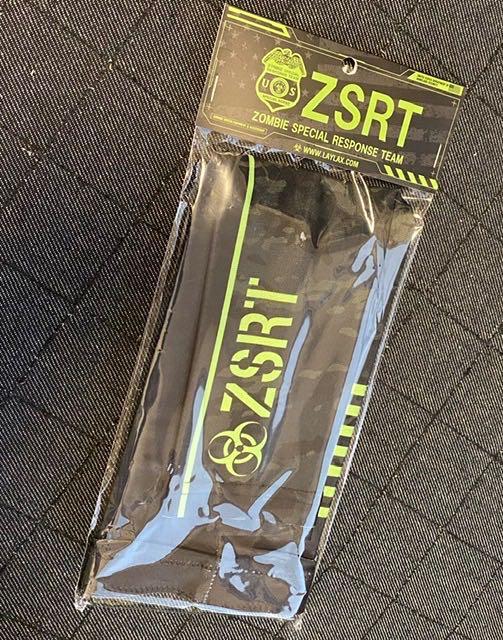 U S
ZSRT
ZOMBIE SPECIAL RESPONSE TEAM
WWW.LAYLAX.COM
ZSRT